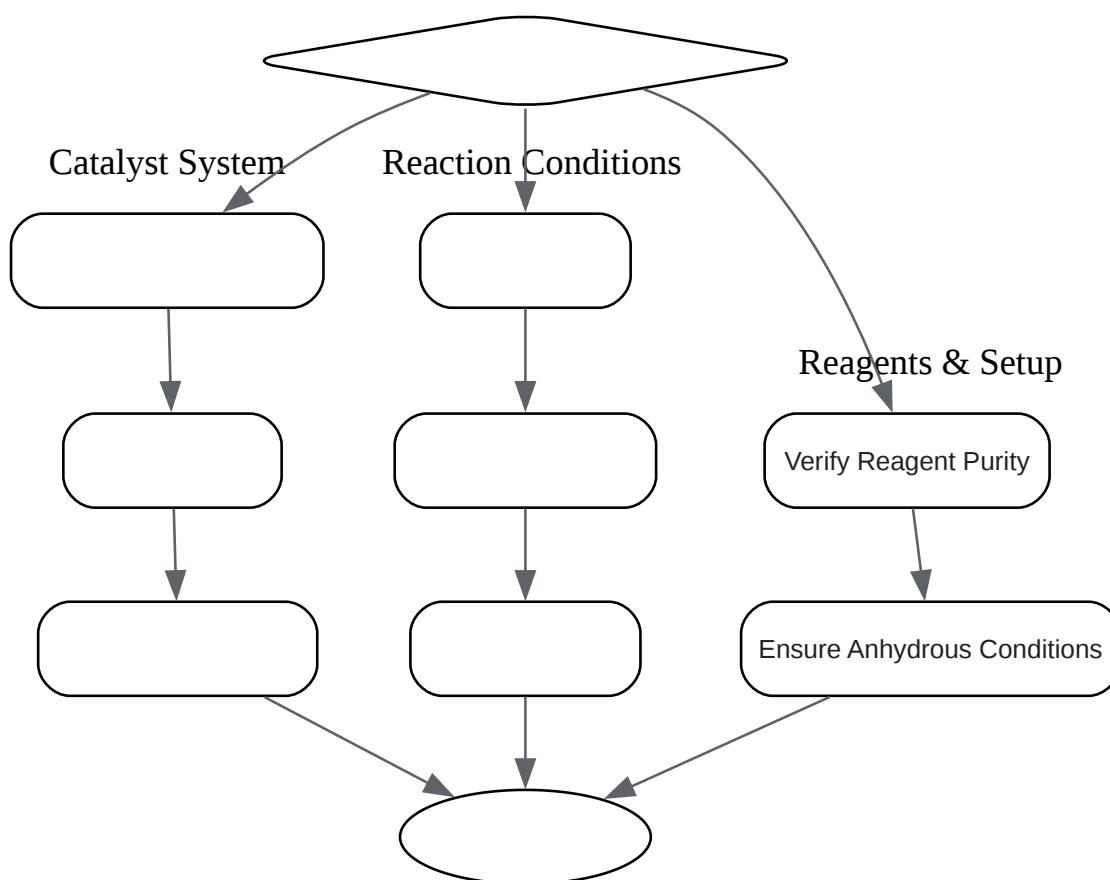 Catalyst System
Reaction Conditions
Reagents & Setup
Verify Reagent Purity
Ensure Anhydrous Conditions